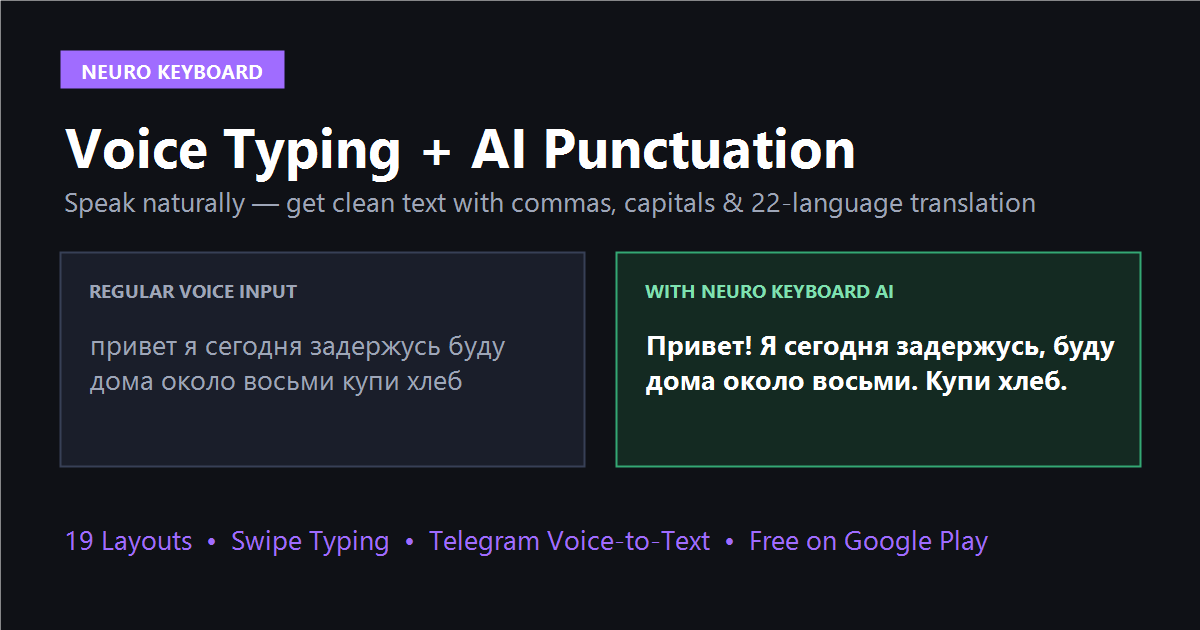 NEURO KEYBOARD
Voice Typing + AI Punctuation
Speak naturally — get clean text with commas, capitals & 22-language translation
REGULAR VOICE INPUT
привет я сегодня задержусь буду
дома около восьми купи хлеб
WITH NEURO KEYBOARD AI
Привет! Я сегодня задержусь, буду
дома около восьми. Купи хлеб.
19 Layouts • Swipe Typing • Telegram Voice-to-Text • Free on Google Play